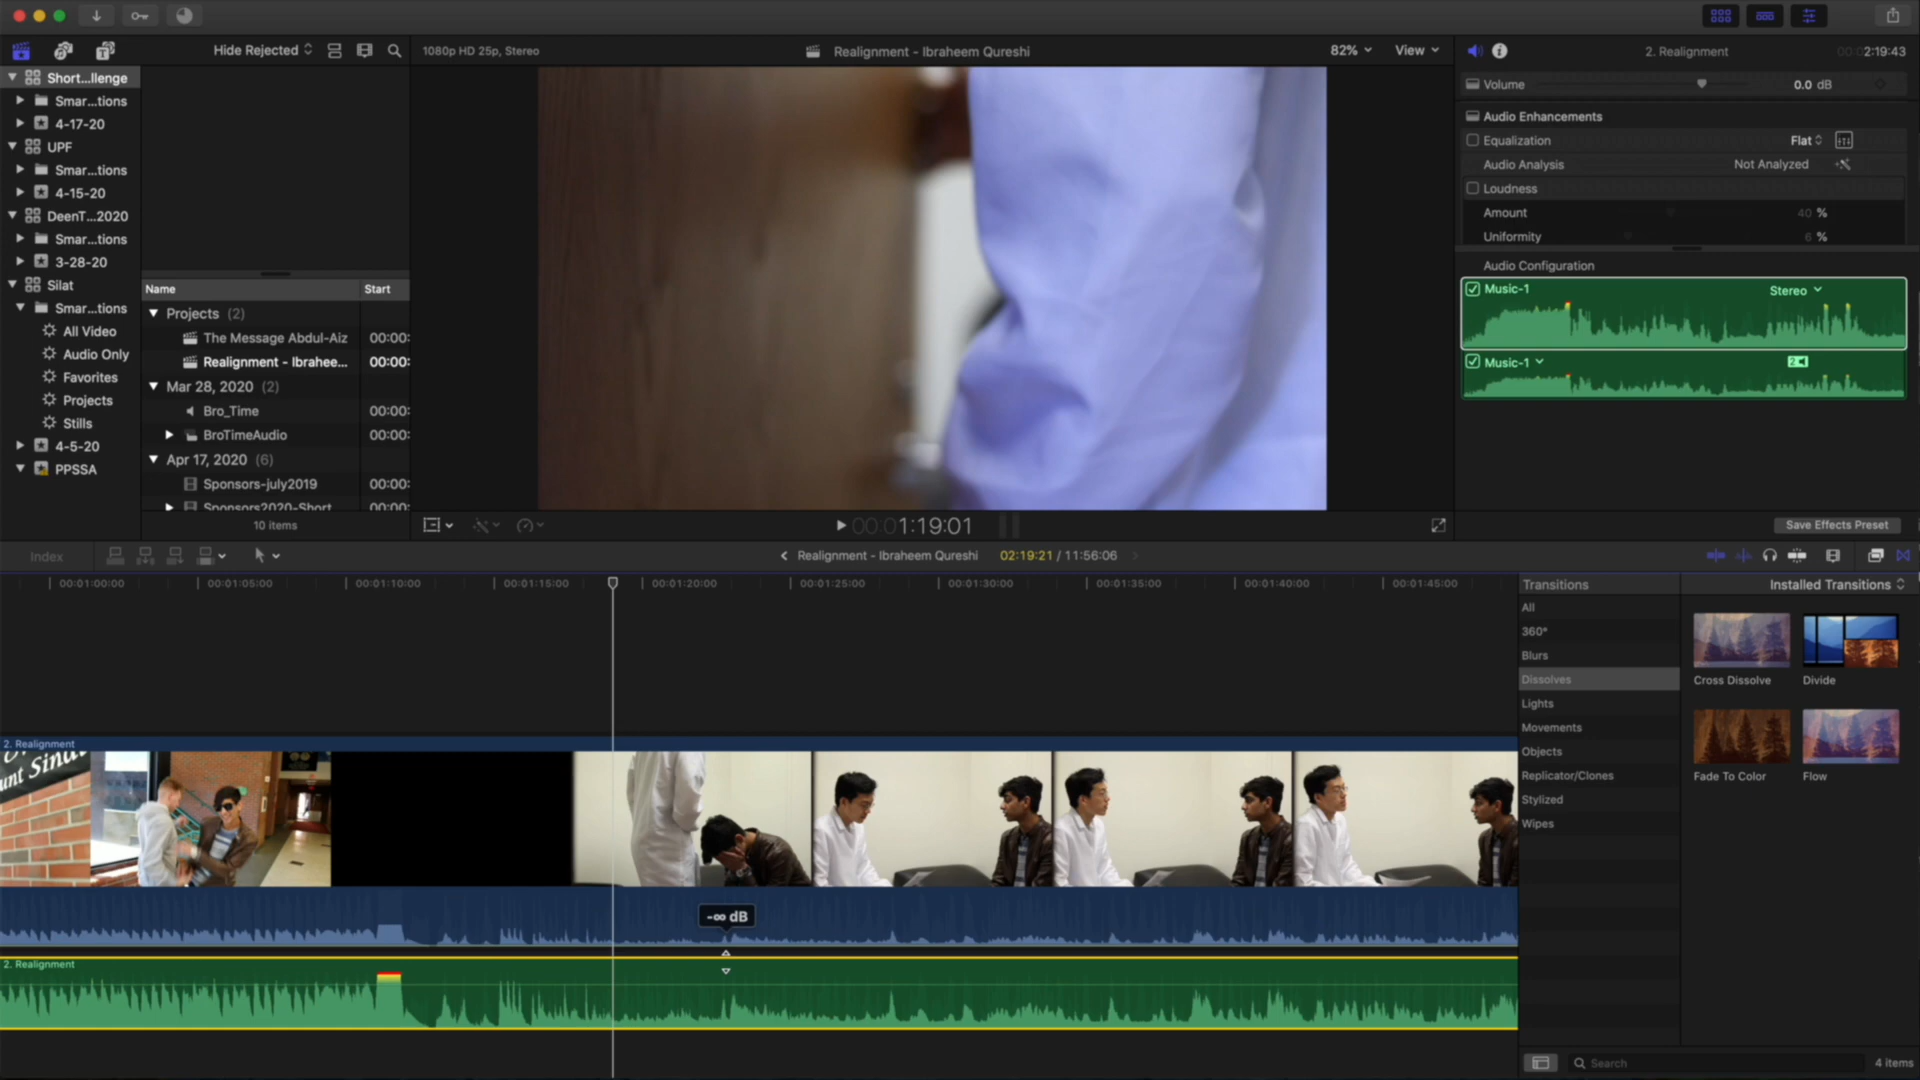 Hide Rejected
1080p HD 25p, Stereo
Realignment - Ibraheem Qureshi
82%
View
2. Realignment
00:0 2:19:43
Short...llenge
Smar...tions
4-17-20
UPF
Smar...tions
4-15-20
DeenT...2020
Smar...tions
3-28-20
Silat
Smar...tions
All Video
Audio Only
Favorites
Projects
Stills
4-5-20
PPSSA
Name
Start
Projects (2)
The Message Abdul-Aiz 00:00:
Realignment - Ibrahee... 00:00:
Mar 28, 2020 (2)
Bro_Time 00:00:
BroTimeAudio 00:00:
Apr 17, 2020 (6)
Sponsors-july2019 00:00:
Sponsors2020-Short 00:00:
10 items
00:01:19:01
Volume 0.0 dB
Audio Enhancements
Equalization Flat
Audio Analysis Not Analyzed
Loudness
Amount 40 %
Uniformity 6 %
Audio Configuration
Music-1 Stereo
Music-1 2
Save Effects Preset
Index
Realignment - Ibraheem Qureshi 02:19:21 / 11:56:06
00:01:00:00 00:01:05:00 00:01:10:00 00:01:15:00 00:01:20:00 00:01:25:00 00:01:30:00 00:01:35:00 00:01:40:00 00:01:45:00
2. Realignment
unt Sinai
-∞ dB
2. Realignment
Transitions
Installed Transitions
All
360°
Blurs
Dissolves
Lights
Movements
Objects
Replicator/Clones
Stylized
Wipes
Cross Dissolve
Divide
Fade To Color
Flow
Search
4 items